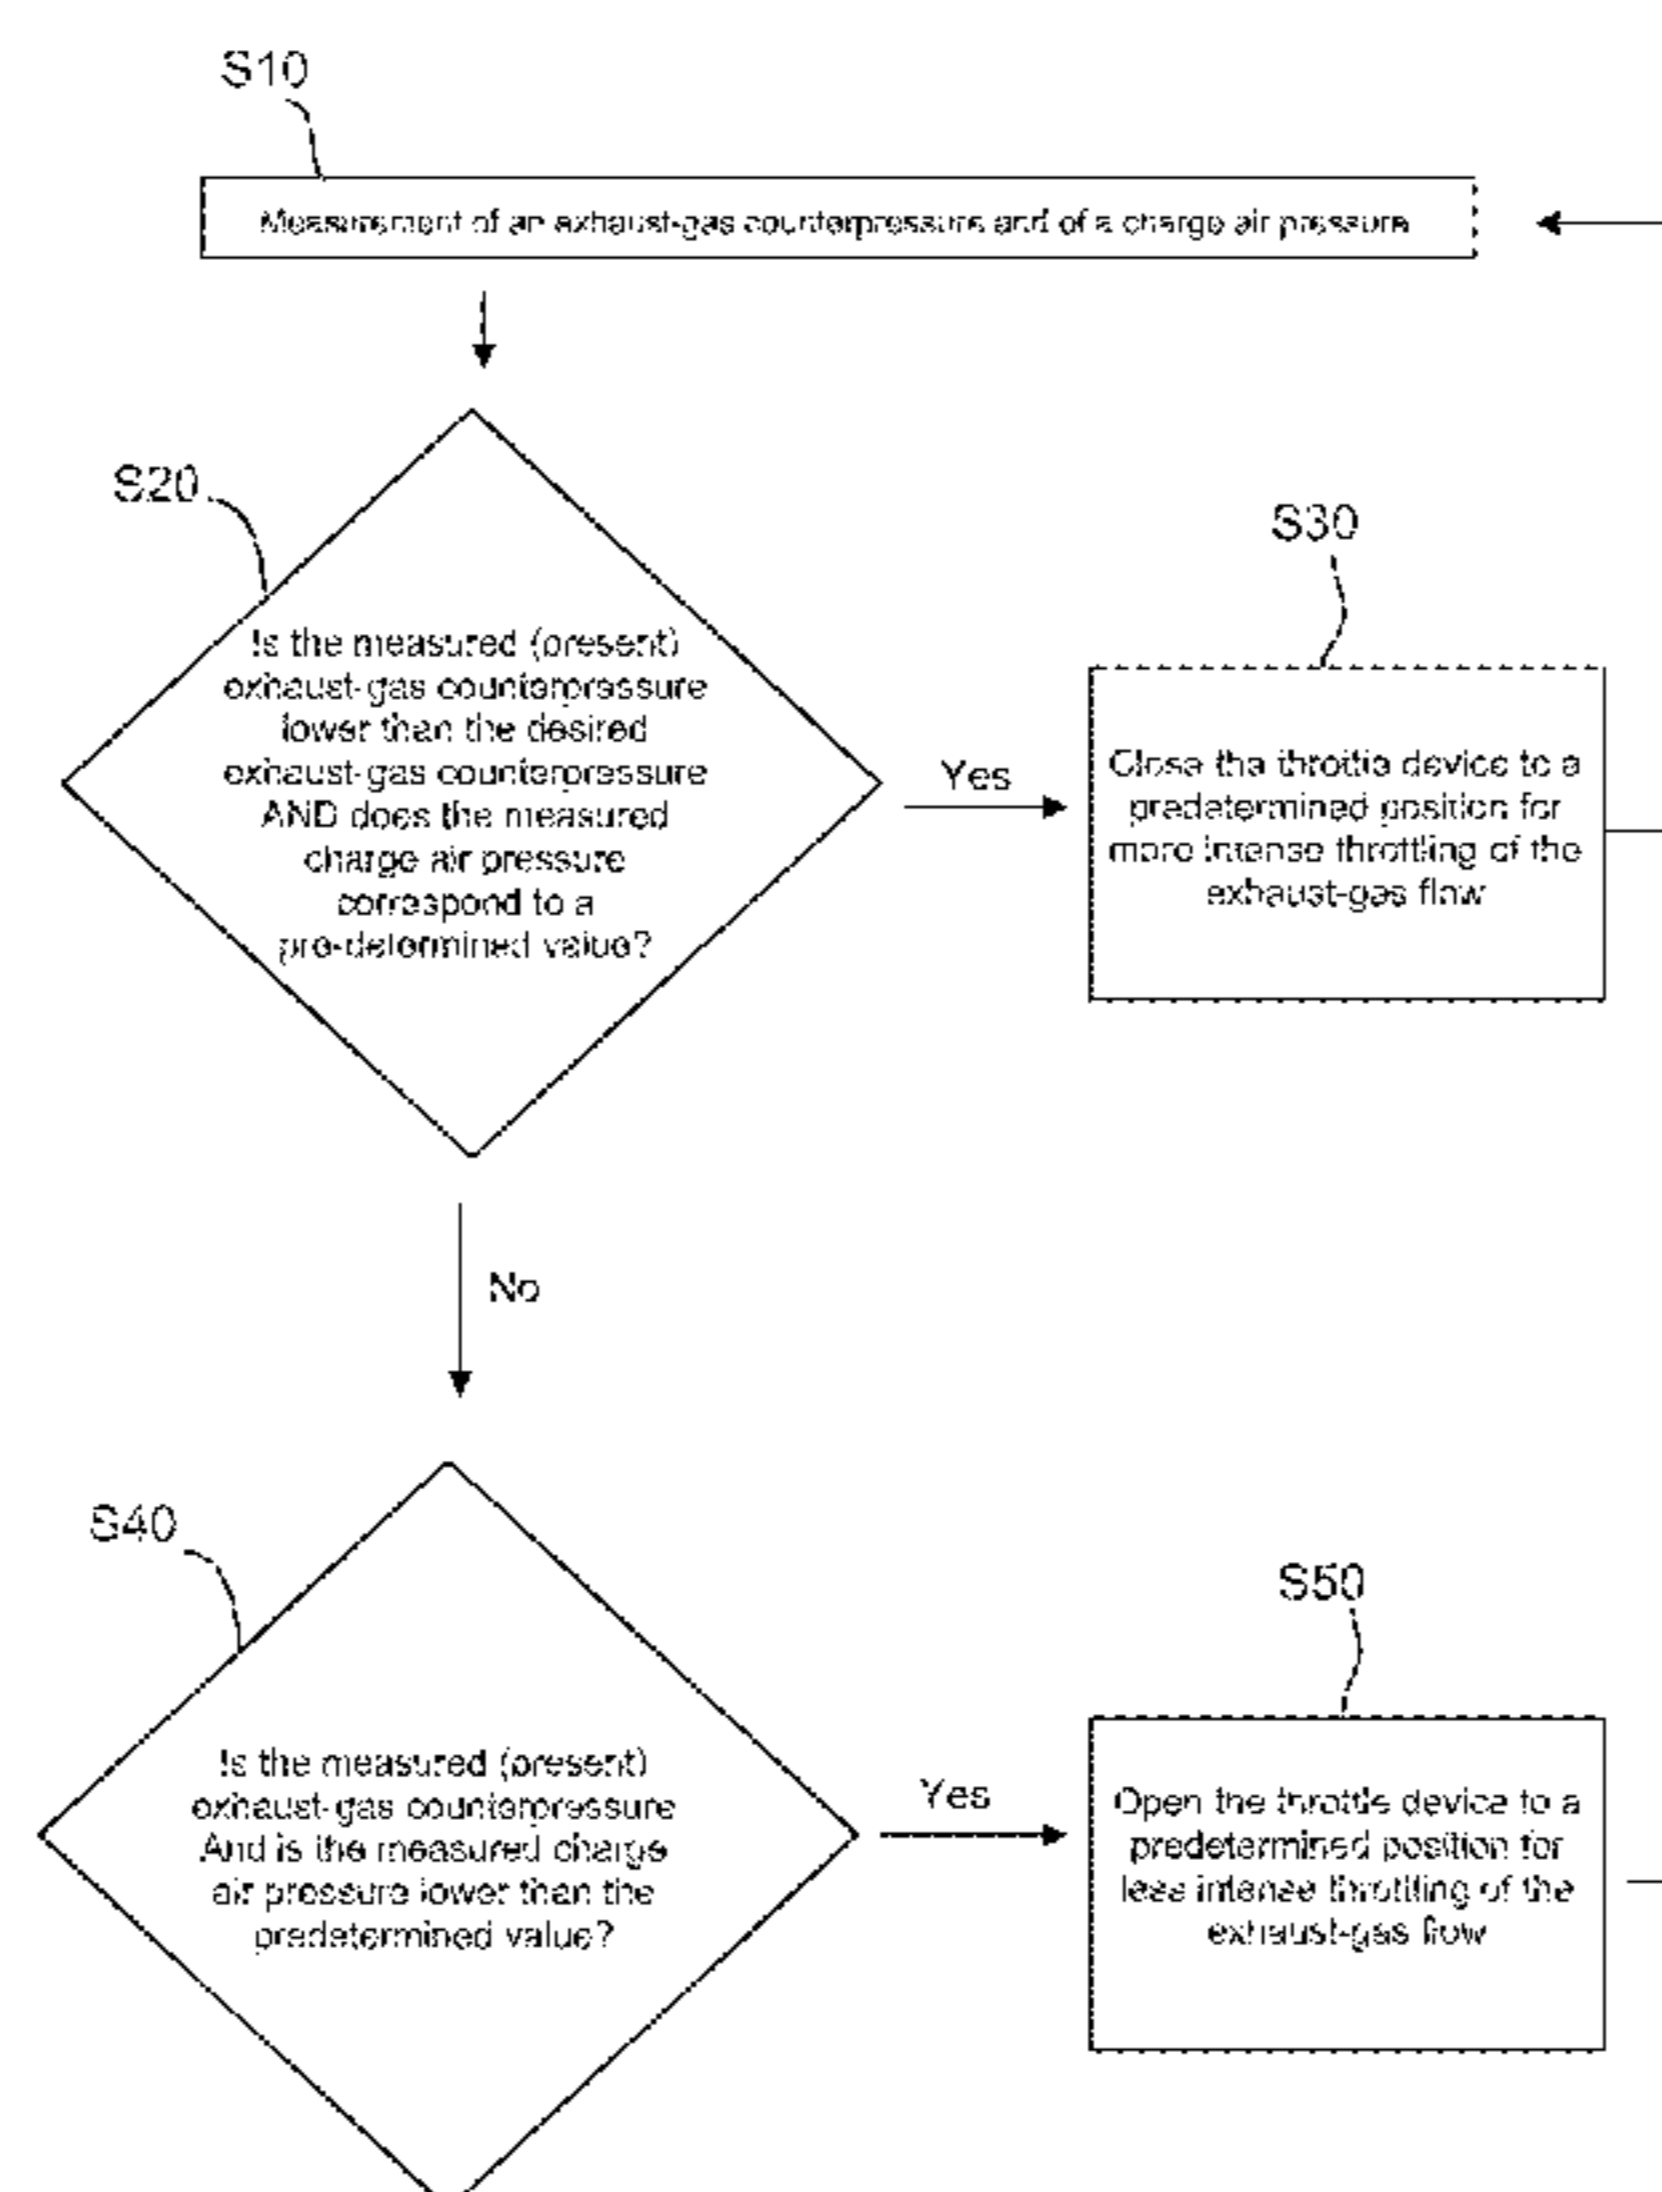 S10
Measurement of an exhaust-gas counterpressure and of a charge air pressure
S20
Is the measured (present)
exhaust-gas counterpressure
lower than the desired
exhaust-gas counterpressure
AND does the measured
charge air pressure
correspond to a
pre-determined value?
Yes
S30
Close the throttle device to a
predetermined position for
more intense throttling of the
exhaust-gas flow
No
S40
Is the measured (present)
exhaust-gas counterpressure
And is the measured charge
air pressure lower than the
predetermined value?
Yes
S50
Open the throttle device to a
predetermined position for
less intense throttling of the
exhaust-gas flow